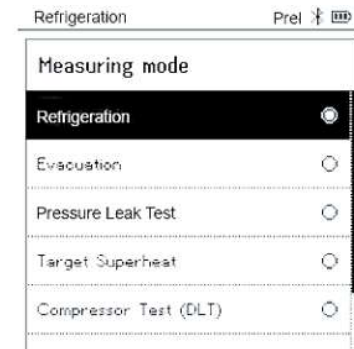 Refrigeration Prel
Measuring mode
Refrigeration
Evacuation
Pressure Leak Test
Target Superheat
Compressor Test (DLT)